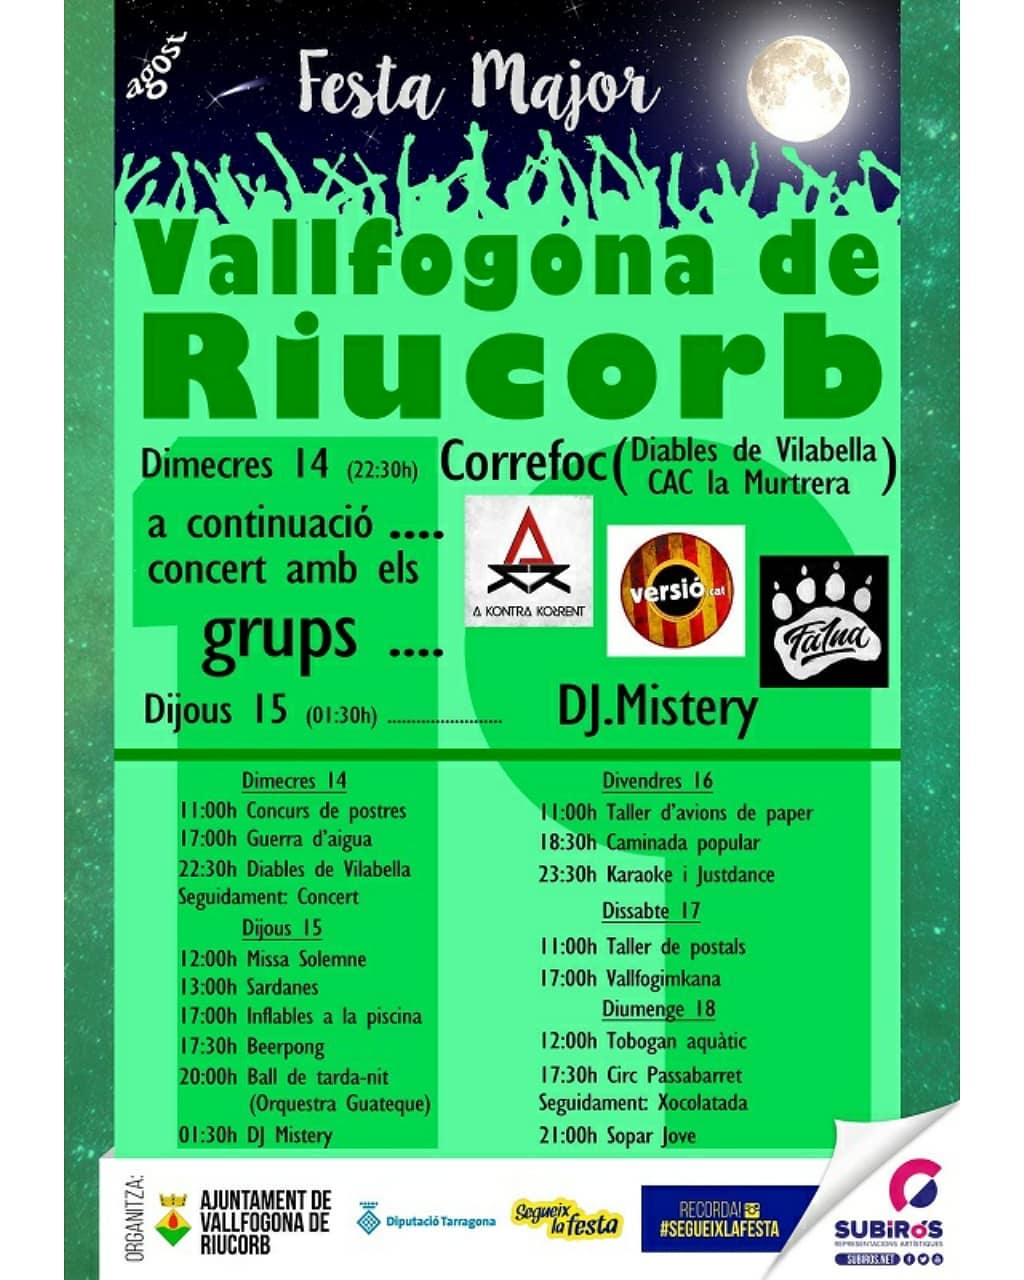 agost
Festa Major
Vallfogona de
Riucorb
19
Dimecres 14 (22:30h) Correfoc (Diables de Vilabella
CAC la Murtrera)
a continuació ....
concert amb els
grups ....
A KONTRA KORRENT
versió.cat
Falna
Dijous 15 (01:30h) ........................ DJ.Mistery
Dimecres 14
11:00h Concurs de postres
17:00h Guerra d'aigua
22:30h Diables de Vilabella
Seguidament: Concert
Dijous 15
12:00h Missa Solemne
13:00h Sardanes
17:00h Inflables a la piscina
17:30h Beerpong
20:00h Ball de tarda-nit
(Orquestra Guateque)
01:30h DJ Mistery
Divendres 16
11:00h Taller d'avions de paper
18:30h Caminada popular
23:30h Karaoke i Justdance
Dissabte 17
11:00h Taller de postals
17:00h Vallfogimkana
Diumenge 18
12:00h Tobogan aquàtic
17:30h Circ Passabarret
Seguidament: Xocolatada
21:00h Sopar Jove
ORGANITZA:
AJUNTAMENT DE
VALLFOGONA DE
RIUCORB
Diputació Tarragona
Segueix
la festa
RECORDA!
#SEGUEIXLAFESTA
SUBIRÓS
REPRESENTACIONS ARTÍSTIQUES
SUBIROS.NET